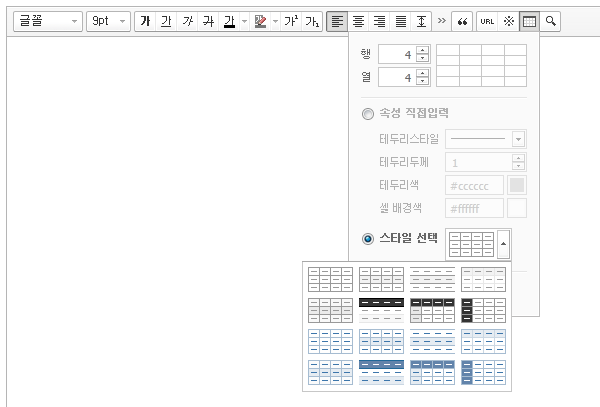 글꼴 9pt 가 가 가 가 가 가² 가₁ » “ URL ※
행 4
열 4
속성 직접입력
테두리스타일
테두리두께 1
테두리색 #cccccc
셀 배경색 #ffffff
스타일 선택